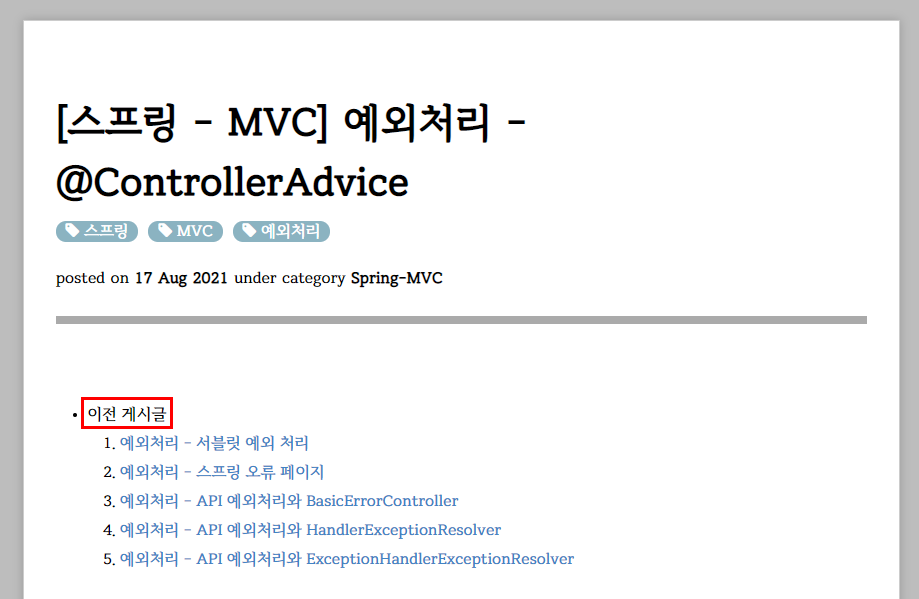 [스프링 - MVC] 예외처리 -
@ControllerAdvice
스프링 MVC 예외처리
posted on 17 Aug 2021 under category Spring-MVC
• 이전 게시글
1. 예외처리 - 서블릿 예외 처리
2. 예외처리 - 스프링 오류 페이지
3. 예외처리 - API 예외처리와 BasicErrorController
4. 예외처리 - API 예외처리와 HandlerExceptionResolver
5. 예외처리 - API 예외처리와 ExceptionHandlerExceptionResolver